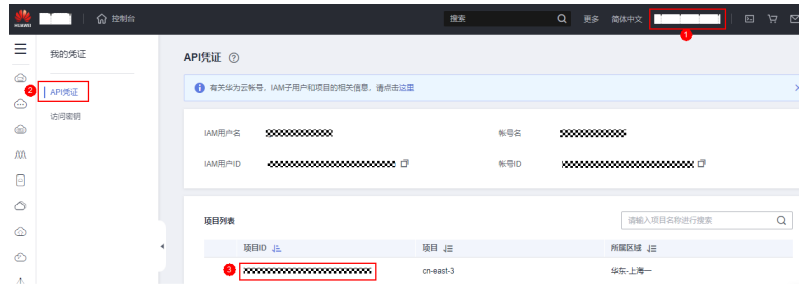 HUAWEI 控制台 搜索 更多 简体中文
1
我的凭证
API凭证
2
API凭证
访问密钥
有关华为云帐号、IAM子用户和项目的相关信息，请点击这里
IAM用户名 帐号名
IAM用户ID 帐号ID
项目列表 请输入项目名称进行搜索
项目ID 项目 所属区域
3 cn-east-3 华东-上海一